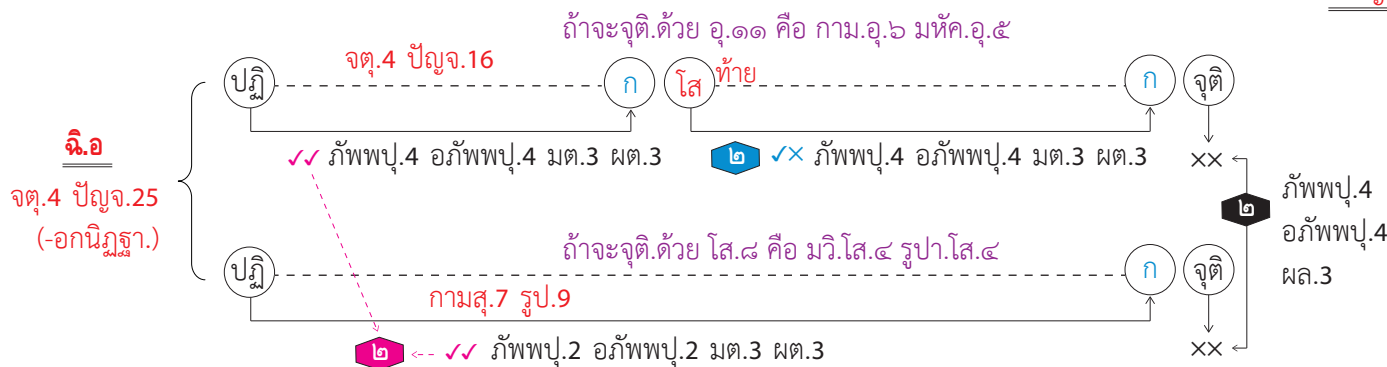 ถ้าจะจุติ.ด้วย อุ.๑๑ คือ กาม.อุ.๖ มหัค.อุ.๕
จตุ.4 ปัญจ.16
ท้าย
ปฏิ ก โส ก จุติ
✓✓ ภัพพปุ.4 อภัพพปุ.4 มต.3 ผต.3 ๒ ✓× ภัพพปุ.4 อภัพพปุ.4 มต.3 ผต.3 ××
ฉิ.อ
จตุ.4 ปัญจ.25
(-อกนิฏฐา.)
๒ ภัพพปุ.4
อภัพพปุ.4
ผล.3
ถ้าจะจุติ.ด้วย โส.๘ คือ มวิ.โส.๔ รูปา.โส.๔
ปฏิ ก จุติ
กามสุ.7 รูป.9
๒ ✓✓ ภัพพปุ.2 อภัพพปุ.2 มต.3 ผต.3 ××